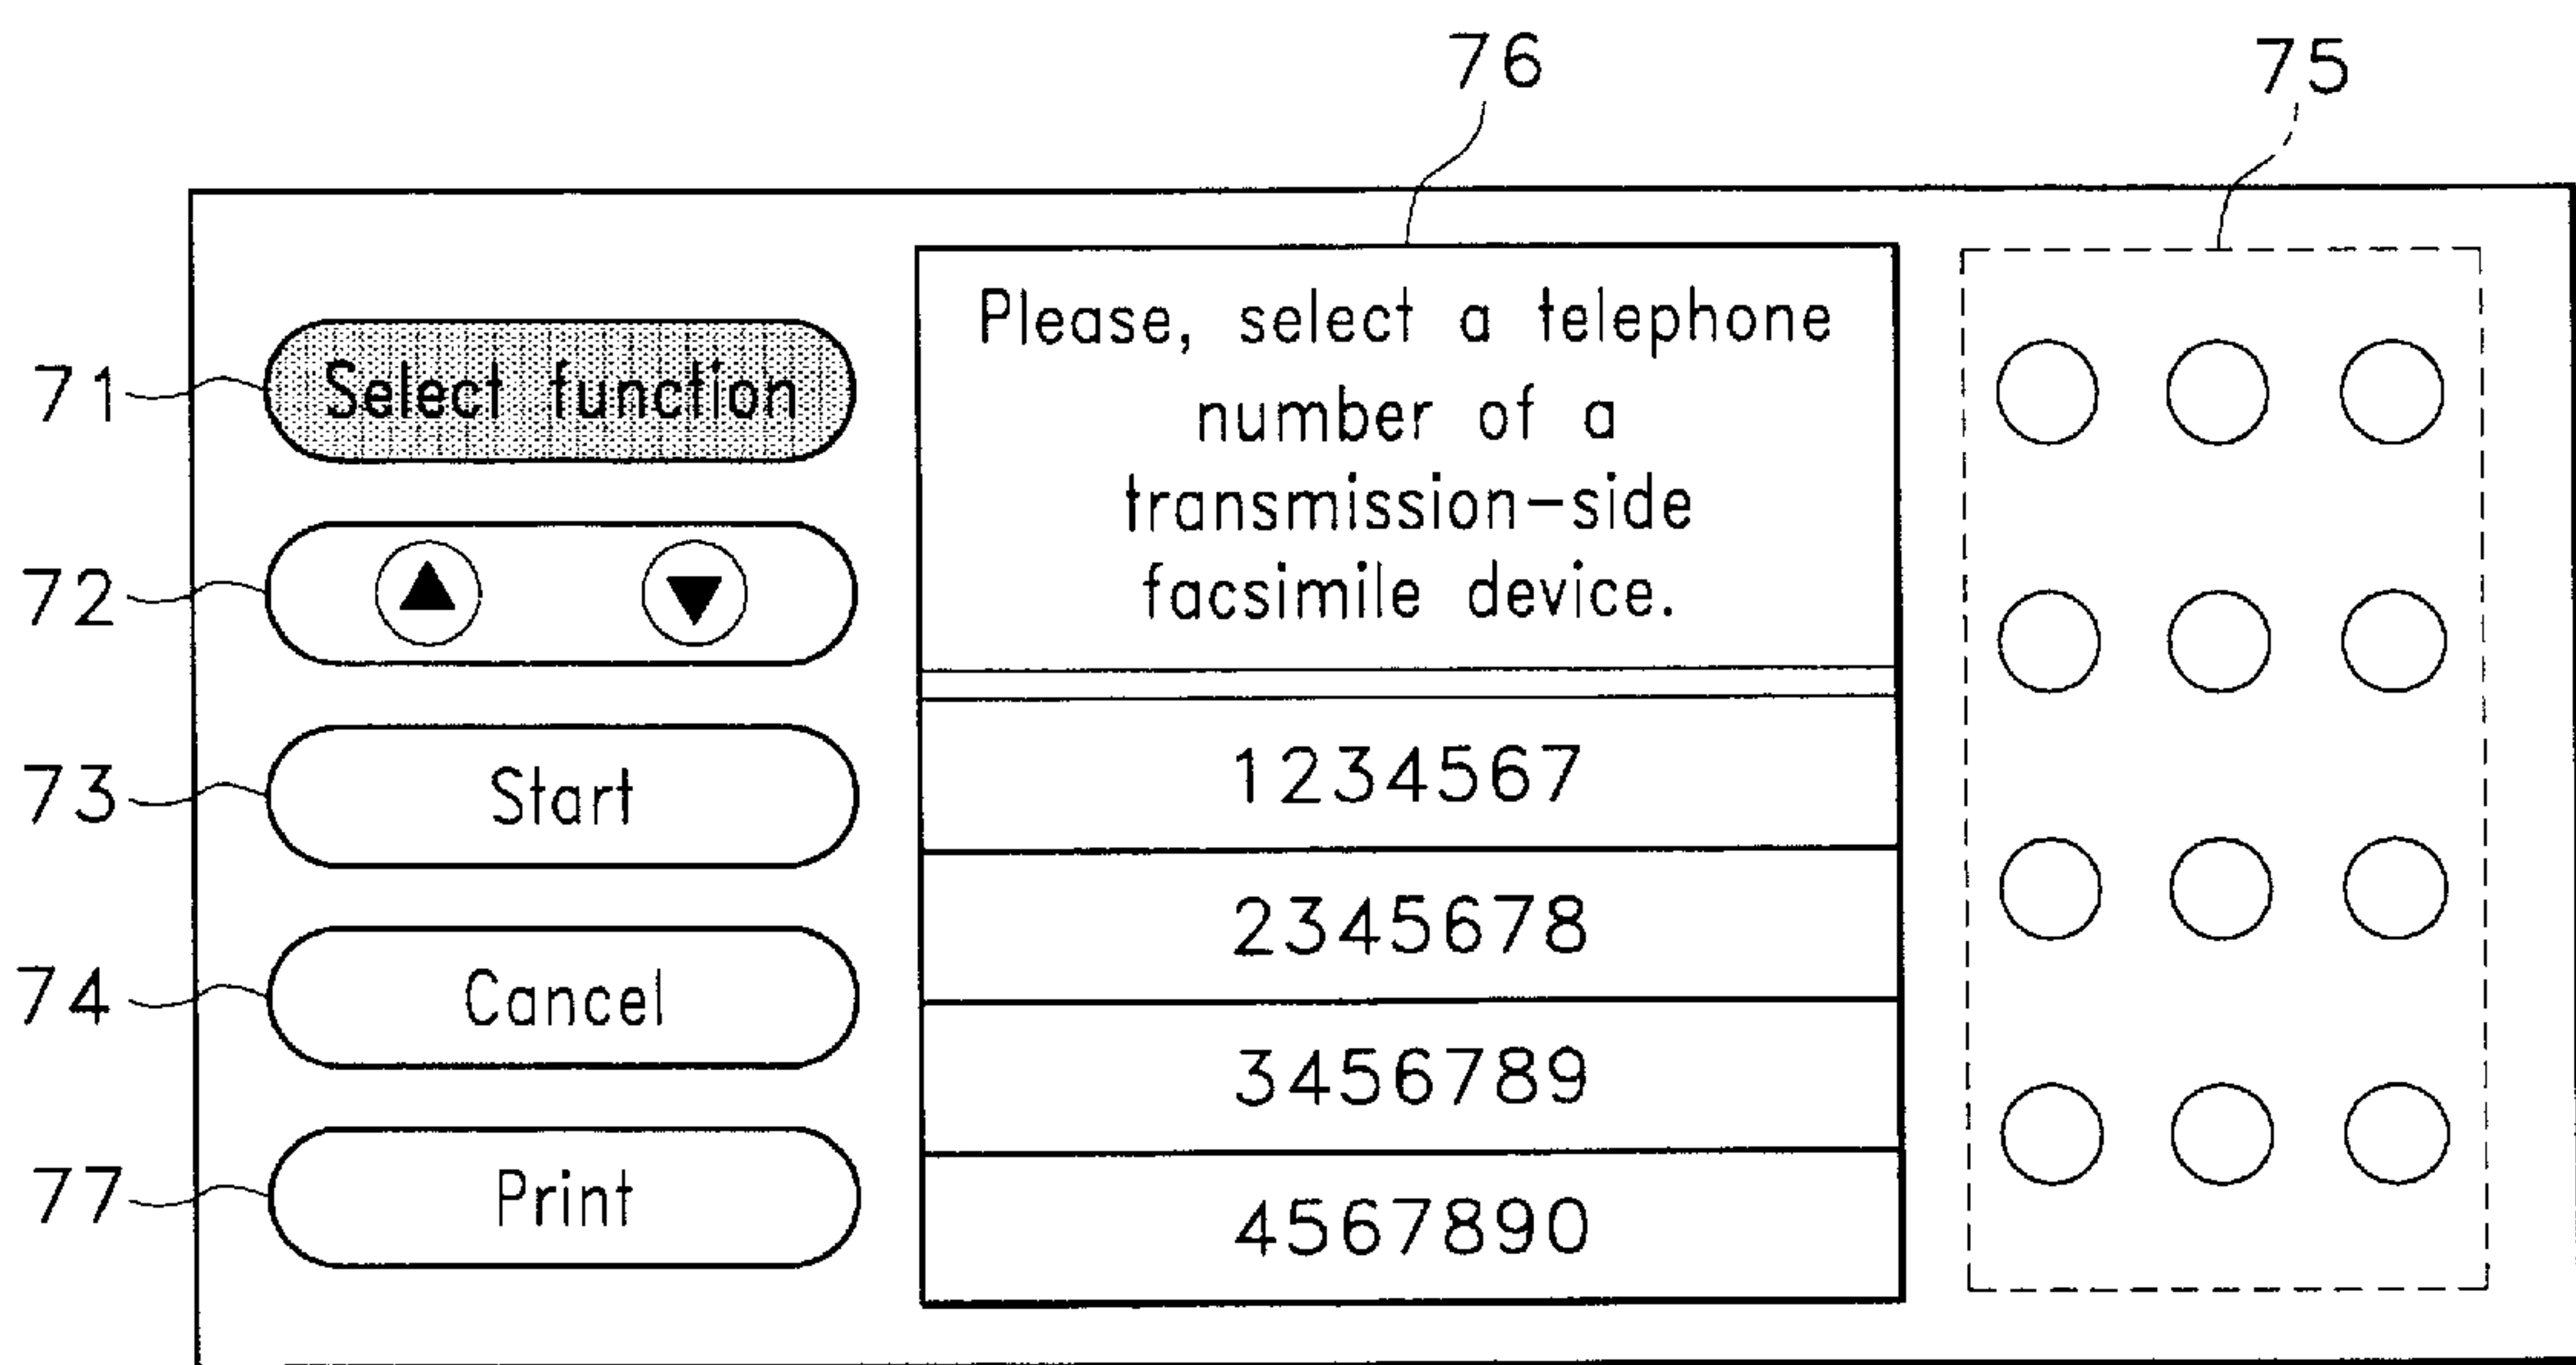 76
75
71
Select function
72
73
Start
74
Cancel
77
Print
Please, select a telephone
number of a
transmission-side
facsimile device.
1234567
2345678
3456789
4567890